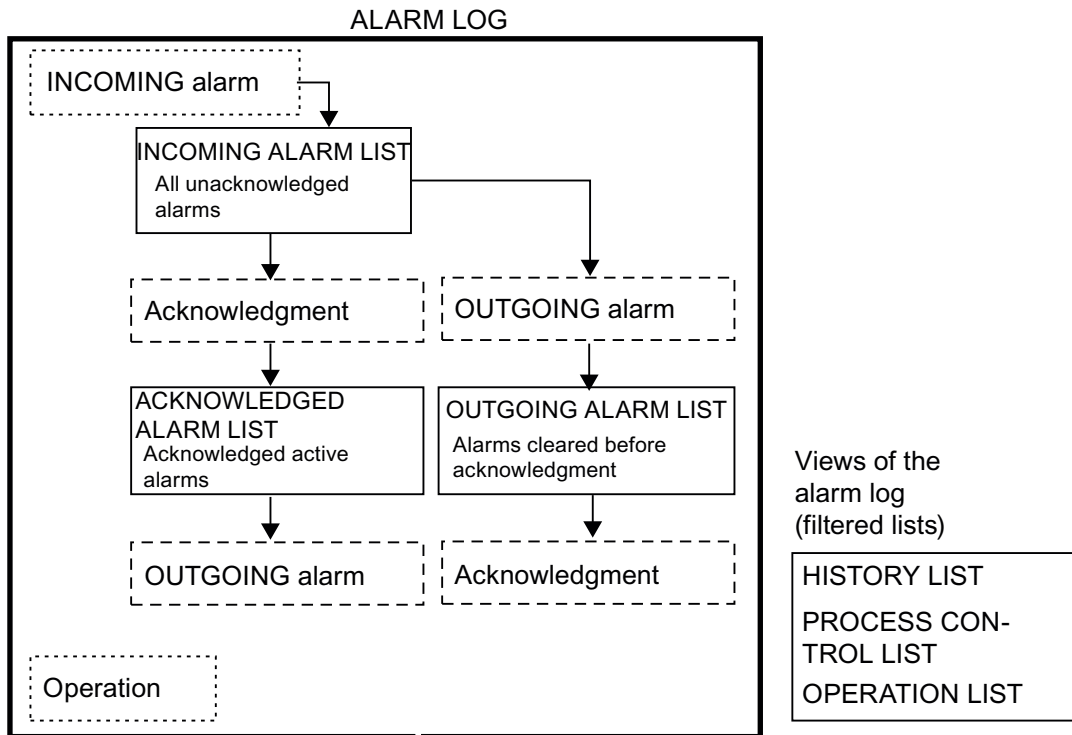 ALARM LOG
INCOMING alarm
INCOMING ALARM LIST
All unacknowledged
alarms
Acknowledgment
OUTGOING alarm
ACKNOWLEDGED
ALARM LIST
Acknowledged active
alarms
OUTGOING ALARM LIST
Alarms cleared before
acknowledgment
OUTGOING alarm
Acknowledgment
Operation
Views of the
alarm log
(filtered lists)
HISTORY LIST
PROCESS CON-
TROL LIST
OPERATION LIST